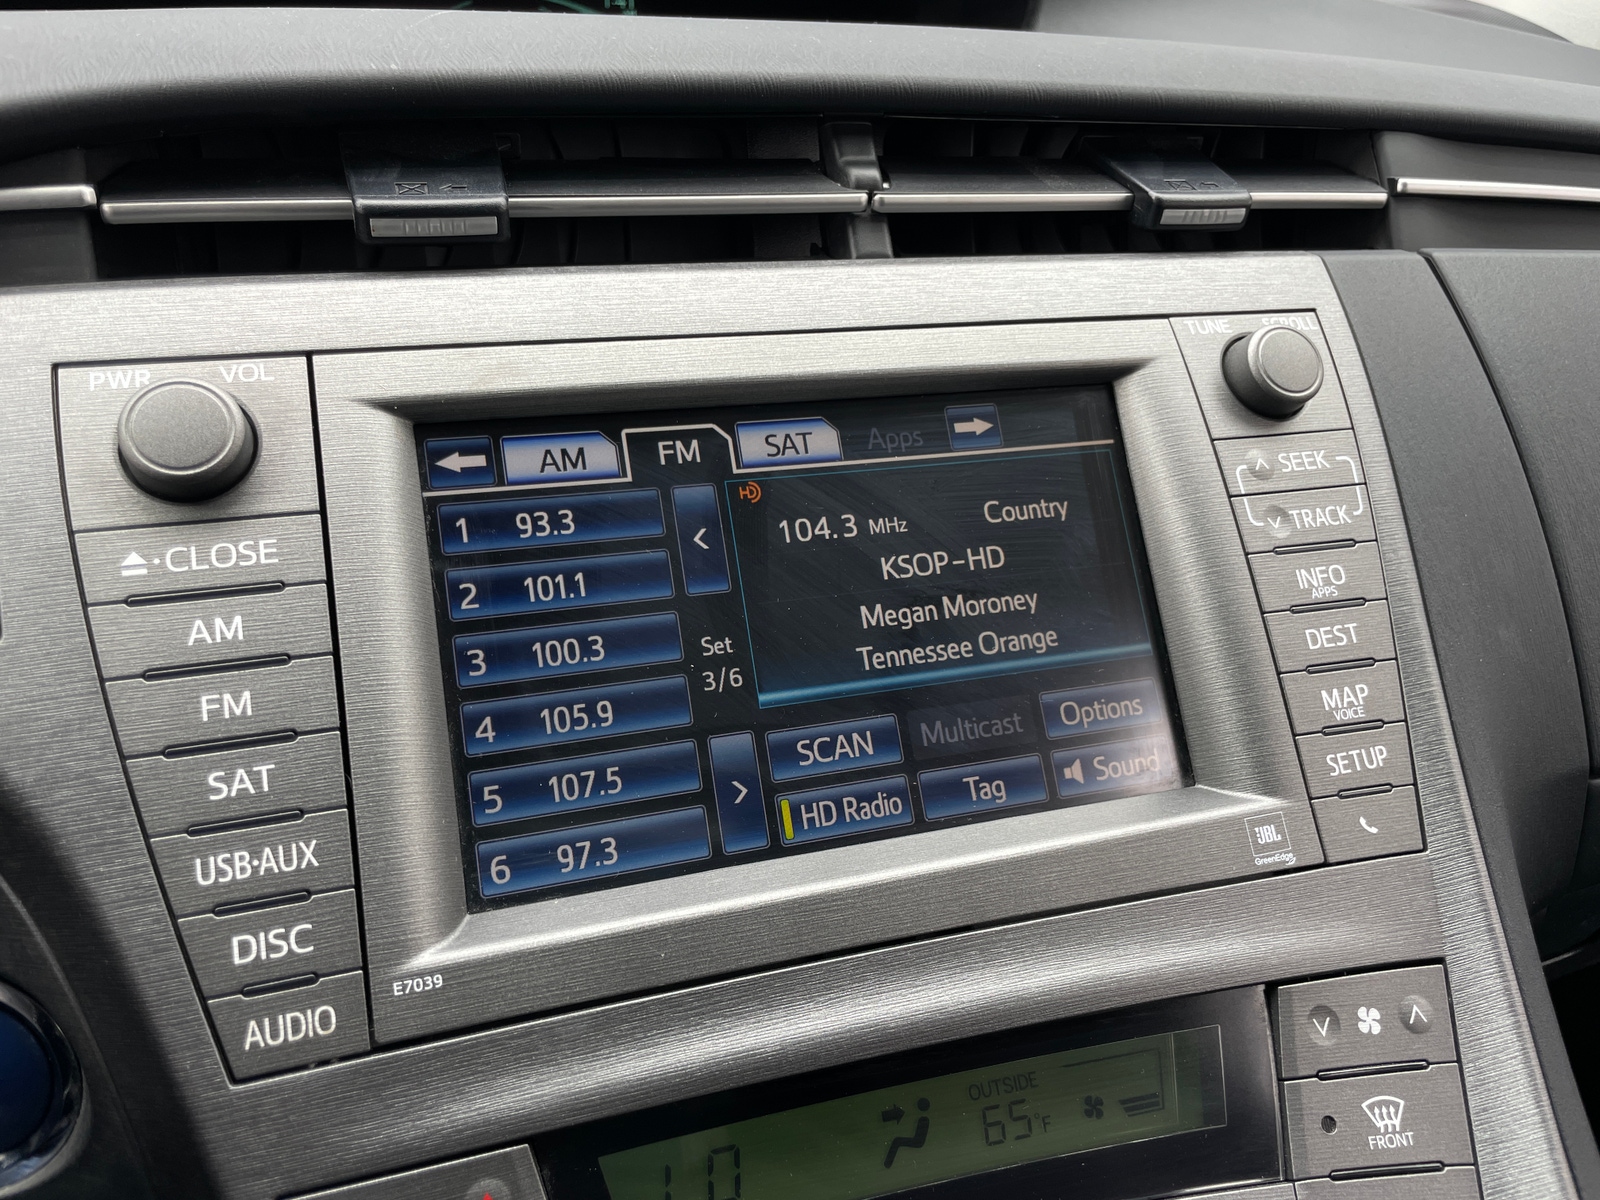 PWR VOL
TUNE SCROLL
AM FM SAT Apps
1 93.3
2 101.1
3 100.3
4 105.9
5 107.5
6 97.3
Set
3/6
HD
104.3 MHz Country
KSOP-HD
Megan Moroney
Tennessee Orange
SCAN Multicast Options
HD Radio Tag Sound
CLOSE
AM
FM
SAT
USB·AUX
DISC
AUDIO
SEEK
TRACK
INFO
APPS
DEST
MAP
VOICE
SETUP
JBL
GreenEdge
E7039
OUTSIDE
65°F
FRONT